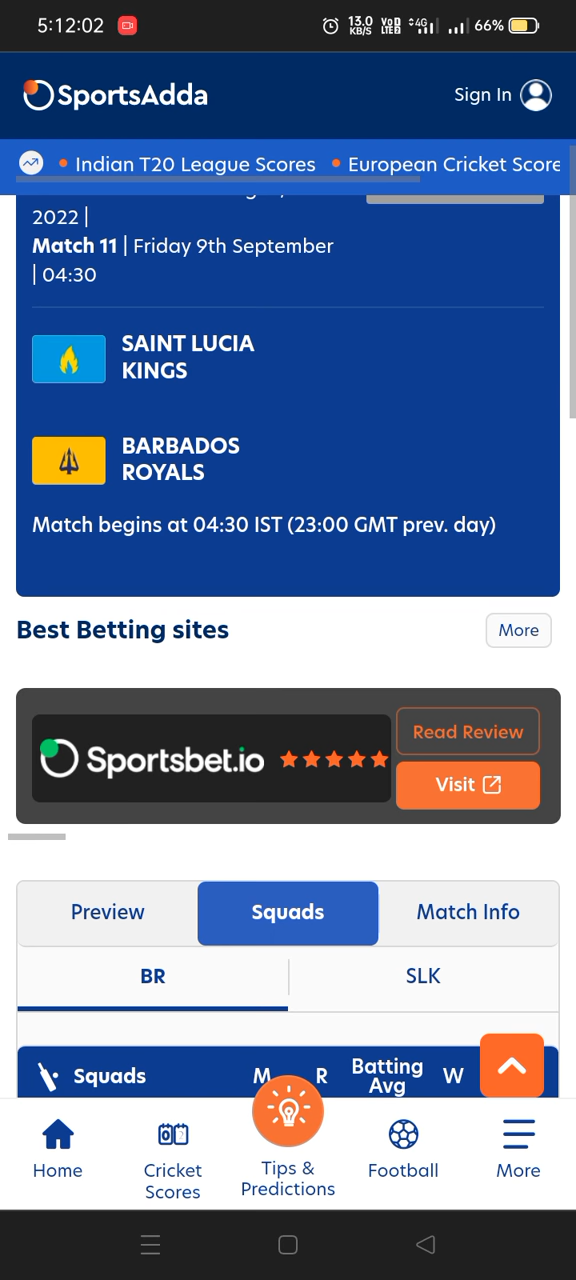 5:12:02
13.0 KB/S
4G
66%
SportsAdda
Sign In
Indian T20 League Scores
European Cricket Score
2022 |
Match 11 | Friday 9th September
| 04:30
SAINT LUCIA
KINGS
BARBADOS
ROYALS
Match begins at 04:30 IST (23:00 GMT prev. day)
Best Betting sites
More
Sportsbet.io
Read Review
Visit
Preview
Squads
Match Info
BR
SLK
Squads
M
R
Batting
Avg
W
Home
Cricket
Scores
Tips &
Predictions
Football
More